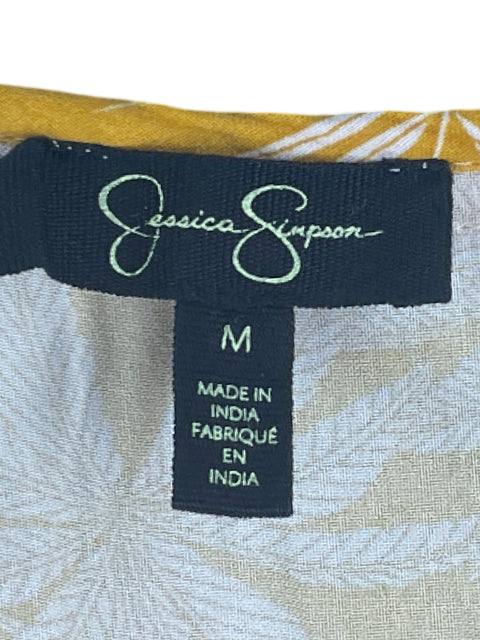 Jessica Simpson
M
MADE IN
INDIA
FABRIQUÉ
EN
INDIA